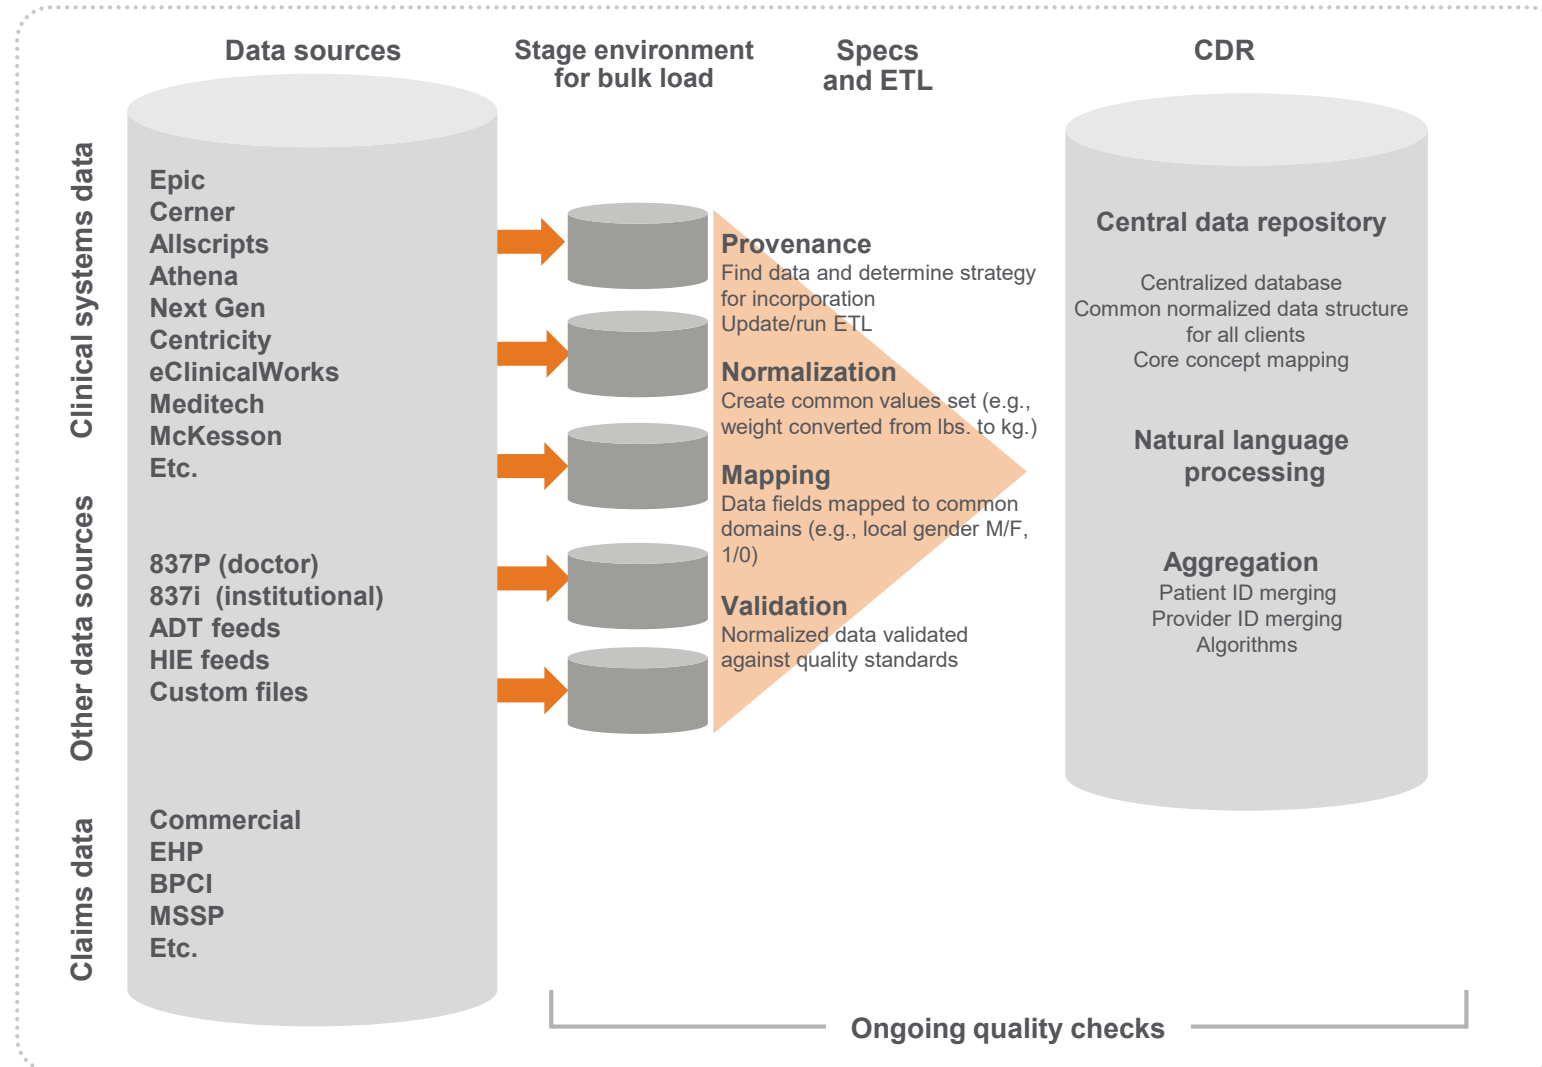 Data sources
Stage environment
for bulk load
Specs
and ETL
CDR
Clinical systems data
Epic
Cerner
Allscripts
Athena
Next Gen
Centricity
eClinicalWorks
Meditech
McKesson
Etc.
Other data sources
837P (doctor)
837i (institutional)
ADT feeds
HIE feeds
Custom files
Claims data
Commercial
EHP
BPCI
MSSP
Etc.
Provenance
Find data and determine strategy
for incorporation
Update/run ETL
Normalization
Create common values set (e.g.,
weight converted from lbs. to kg.)
Mapping
Data fields mapped to common
domains (e.g., local gender M/F,
1/0)
Validation
Normalized data validated
against quality standards
Central data repository
Centralized database
Common normalized data structure
for all clients
Core concept mapping
Natural language
processing
Aggregation
Patient ID merging
Provider ID merging
Algorithms
Ongoing quality checks